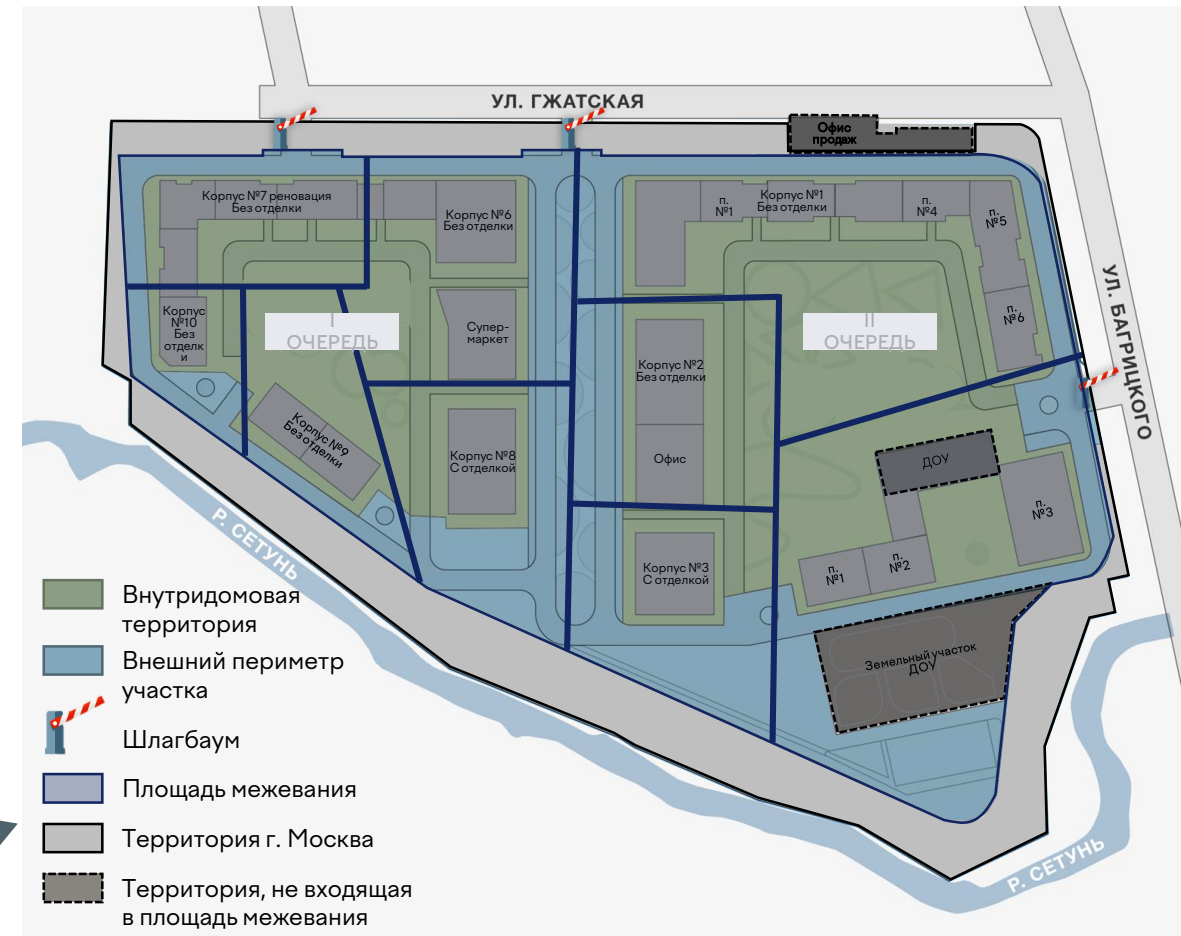 УЛ. ГЖАТСКАЯ
Офис
продаж
Корпус №7 реновация
Без отделки
Корпус №6
Без отделки
п.
№1
Корпус №1
Без отделки
п.
№4
п.
№5
п.
№6
УЛ. БАГРИЦКОГО
Корпус
№10
Без
отделк
и
I
ОЧЕРЕДЬ
Супер-
маркет
Корпус №2
Без отделки
II
ОЧЕРЕДЬ
Корпус №9
Без отделки
Корпус №8
С отделкой
Офис
ДОУ
п.
№3
Р. СЕТУНЬ
Корпус №3
С отделкой
п.
№1
п.
№2
Земельный участок
ДОУ
Р. СЕТУНЬ
Внутридомовая
территория
Внешний периметр
участка
Шлагбаум
Площадь межевания
Территория г. Москва
Территория, не входящая
в площадь межевания